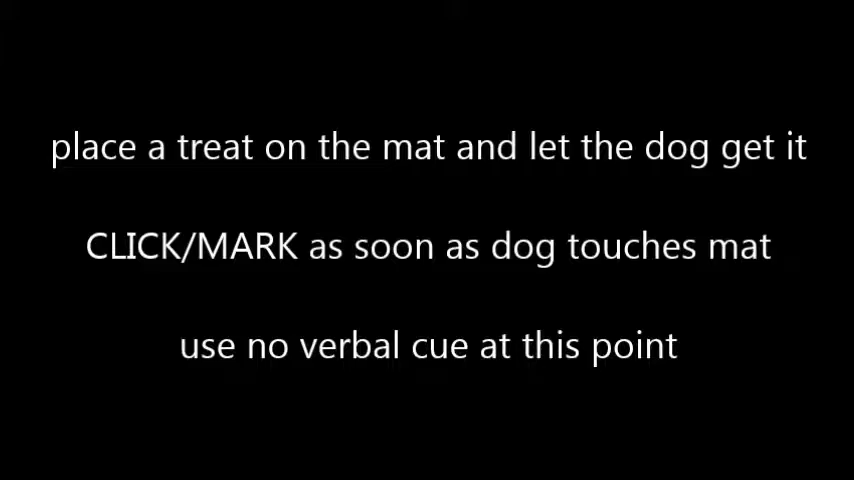 place a treat on the mat and let the dog get it
CLICK/MARK as soon as dog touches mat
use no verbal cue at this point